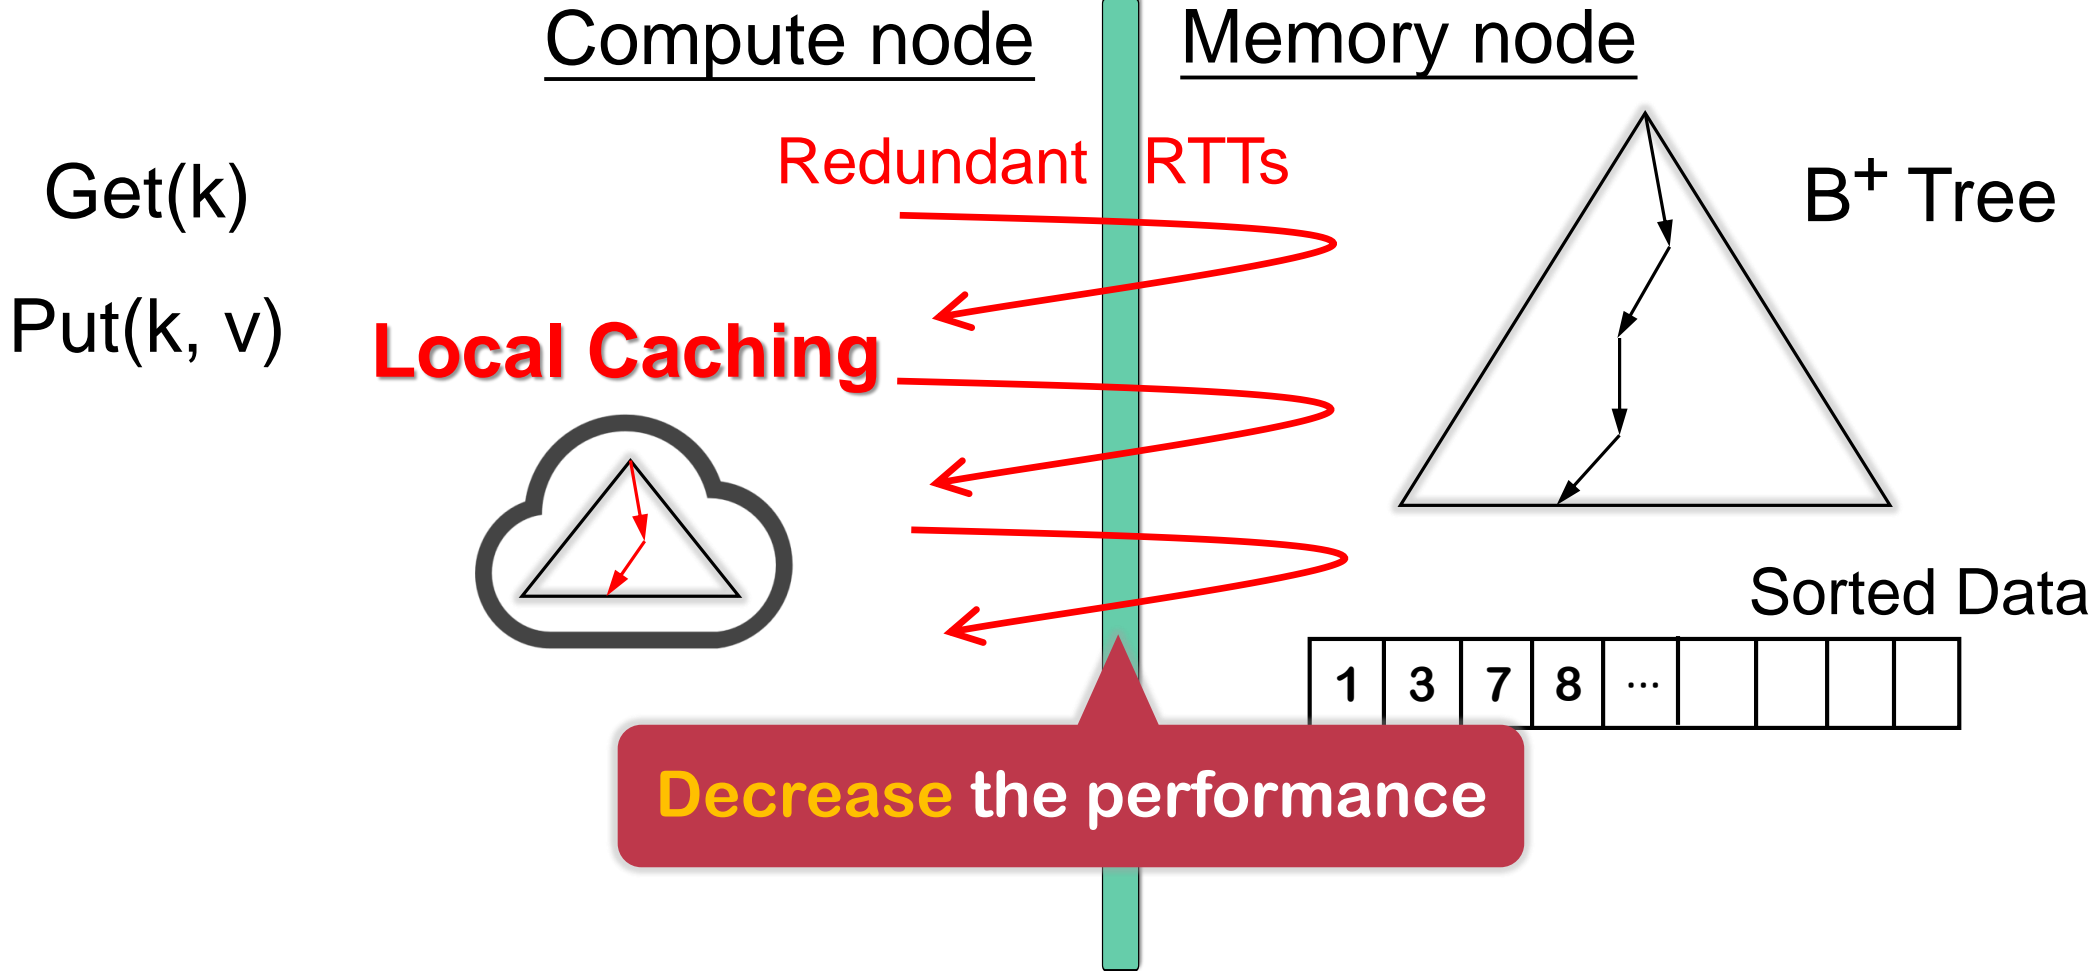 Compute node
Memory node
Redundant RTTs
Get(k)
B⁺ Tree
Put(k, v)
Local Caching
Sorted Data
1 3 7 8 ...
Decrease the performance